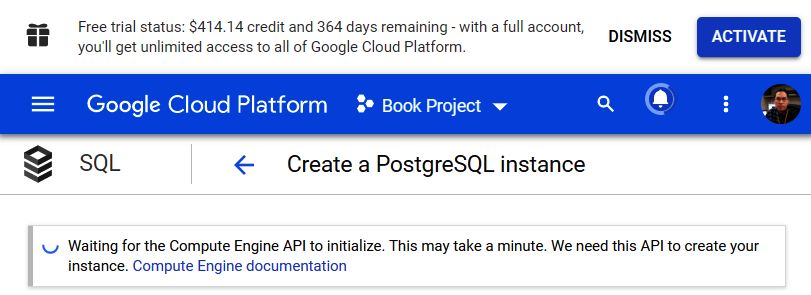 Free trial status: $414.14 credit and 364 days remaining - with a full account,
you'll get unlimited access to all of Google Cloud Platform.
DISMISS
ACTIVATE
Google Cloud Platform
Book Project
SQL
Create a PostgreSQL instance
Waiting for the Compute Engine API to initialize. This may take a minute. We need this API to create your
instance. Compute Engine documentation